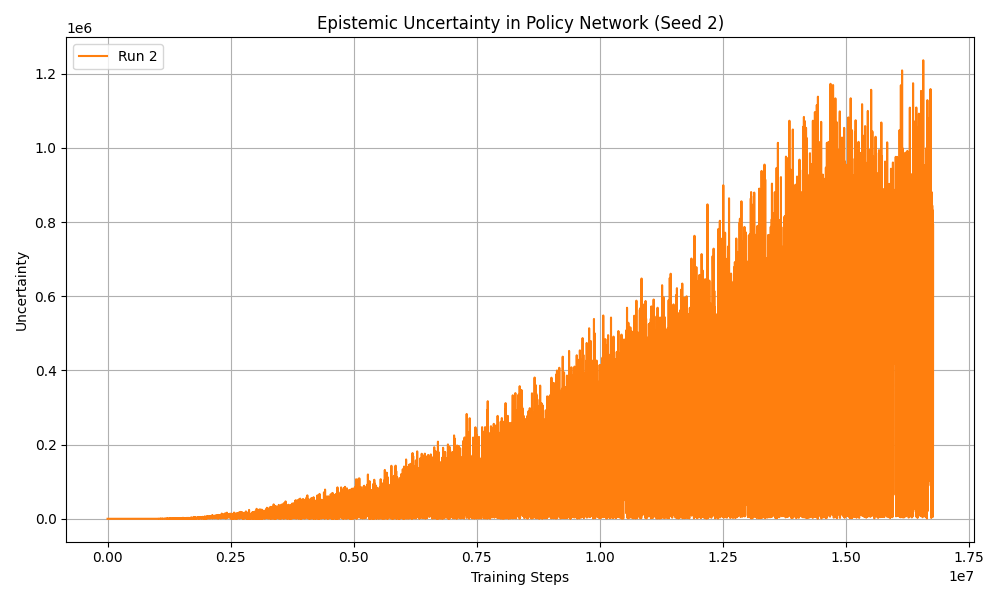 Epistemic Uncertainty in Policy Network (Seed 2)
1e6
Run 2
1.2
1.0
0.8
0.6
0.4
0.2
0.0
Uncertainty
0.00 0.25 0.50 0.75 1.00 1.25 1.50 1.75
1e7
Training Steps